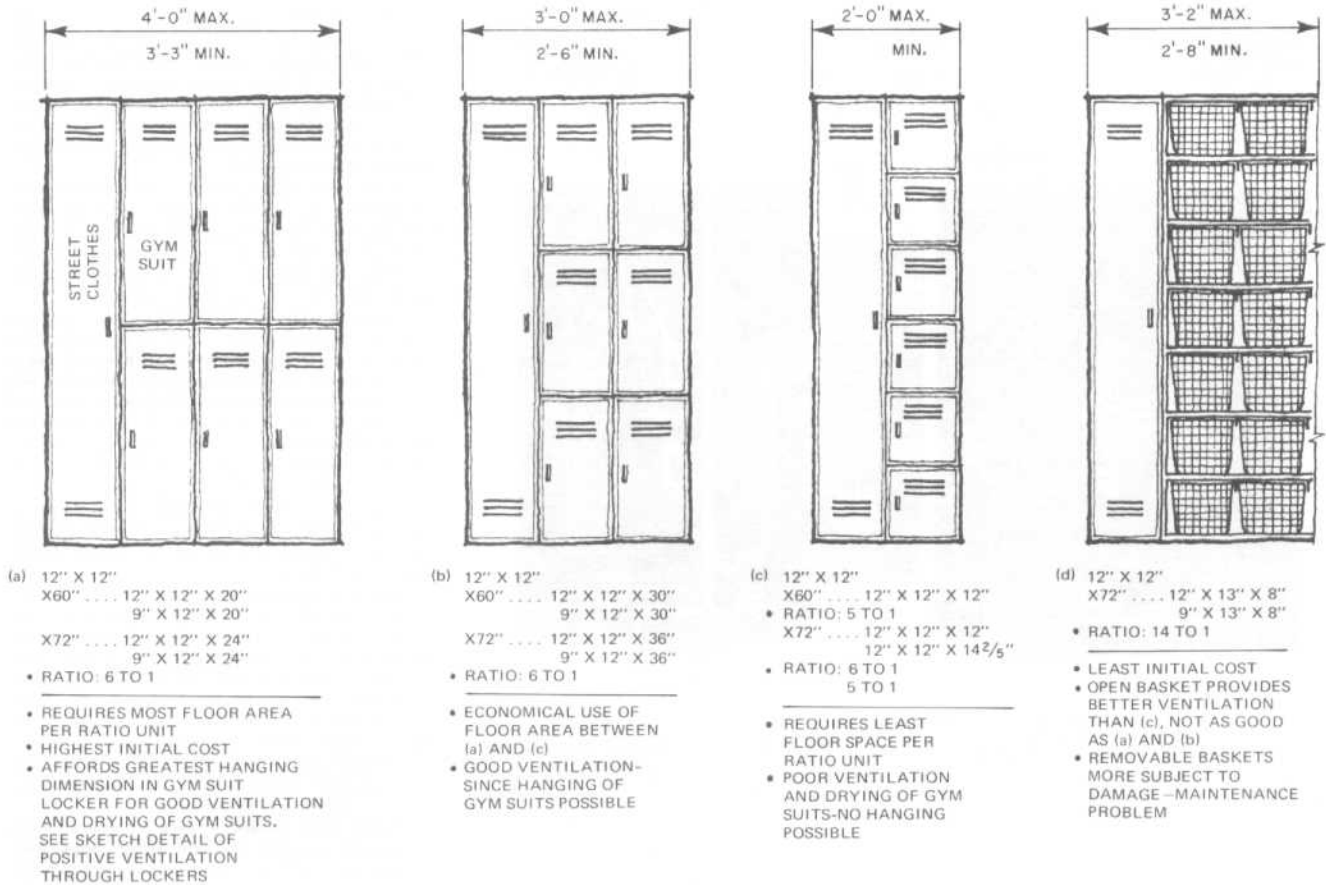 4'-0" MAX.
3'-3" MIN.
3'-0" MAX.
2'-6" MIN.
2'-0" MAX.
MIN.
3'-2" MAX.
2'-8" MIN.
STREET
CLOTHES
GYM
SUIT
(a) 12" X 12"
X60" .... 12" X 12" X 20"
9" X 12" X 20"
X72" .... 12" X 12" X 24"
9" X 12" X 24"
• RATIO: 6 TO 1
• REQUIRES MOST FLOOR AREA
PER RATIO UNIT
• HIGHEST INITIAL COST
• AFFORDS GREATEST HANGING
DIMENSION IN GYM SUIT
LOCKER FOR GOOD VENTILATION
AND DRYING OF GYM SUITS.
SEE SKETCH DETAIL OF
POSITIVE VENTILATION
THROUGH LOCKERS
(b) 12" X 12"
X60" .... 12" X 12" X 30"
9" X 12" X 30"
X72" .... 12" X 12" X 36"
9" X 12" X 36"
• RATIO: 6 TO 1
• ECONOMICAL USE OF
FLOOR AREA BETWEEN
(a) AND (c)
• GOOD VENTILATION-
SINCE HANGING OF
GYM SUITS POSSIBLE
(c) 12" X 12"
X60" .... 12" X 12" X 12"
• RATIO: 5 TO 1
X72" .... 12" X 12" X 12"
12" X 12" X 14 2/5"
• RATIO: 6 TO 1
5 TO 1
• REQUIRES LEAST
FLOOR SPACE PER
RATIO UNIT
• POOR VENTILATION
AND DRYING OF GYM
SUITS-NO HANGING
POSSIBLE
(d) 12" X 12"
X72" .... 12" X 13" X 8"
9" X 13" X 8"
• RATIO: 14 TO 1
• LEAST INITIAL COST
• OPEN BASKET PROVIDES
BETTER VENTILATION
THAN (c), NOT AS GOOD
AS (a) AND (b)
• REMOVABLE BASKETS
MORE SUBJECT TO
DAMAGE—MAINTENANCE
PROBLEM